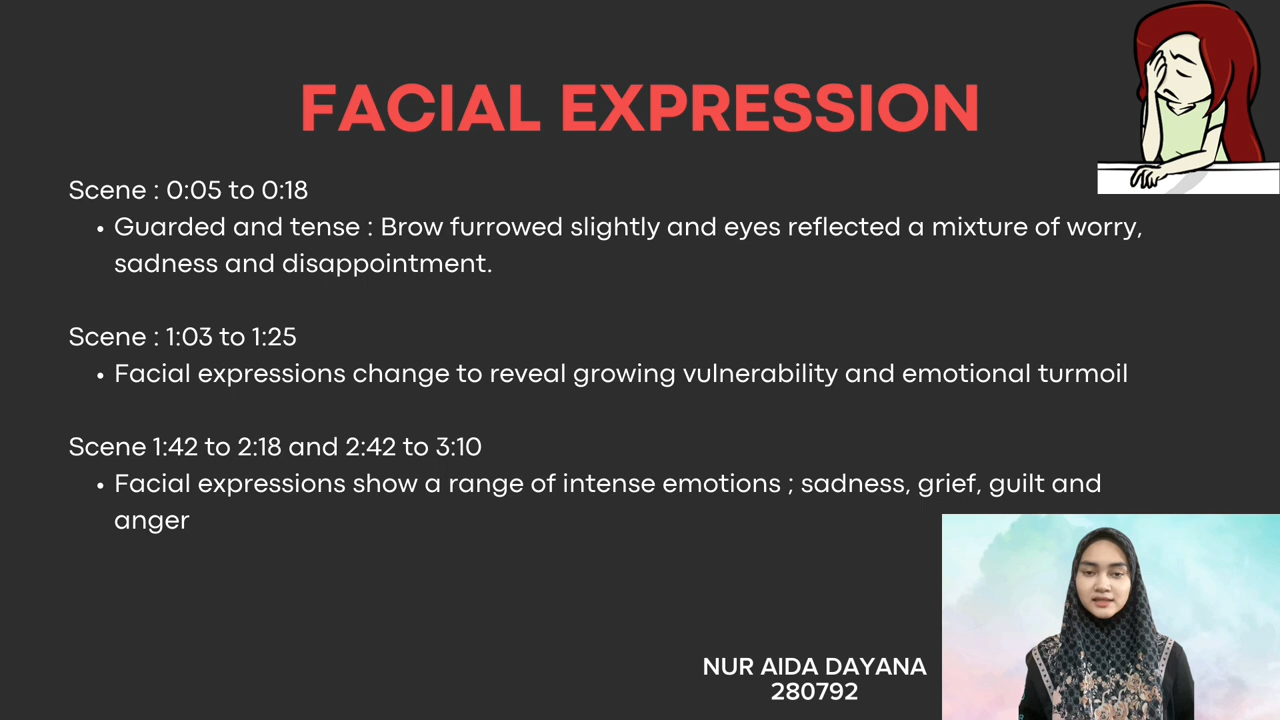 FACIAL EXPRESSION
Scene : 0:05 to 0:18
• Guarded and tense : Brow furrowed slightly and eyes reflected a mixture of worry,
sadness and disappointment.
Scene : 1:03 to 1:25
• Facial expressions change to reveal growing vulnerability and emotional turmoil
Scene 1:42 to 2:18 and 2:42 to 3:10
• Facial expressions show a range of intense emotions ; sadness, grief, guilt and
anger
NUR AIDA DAYANA
280792